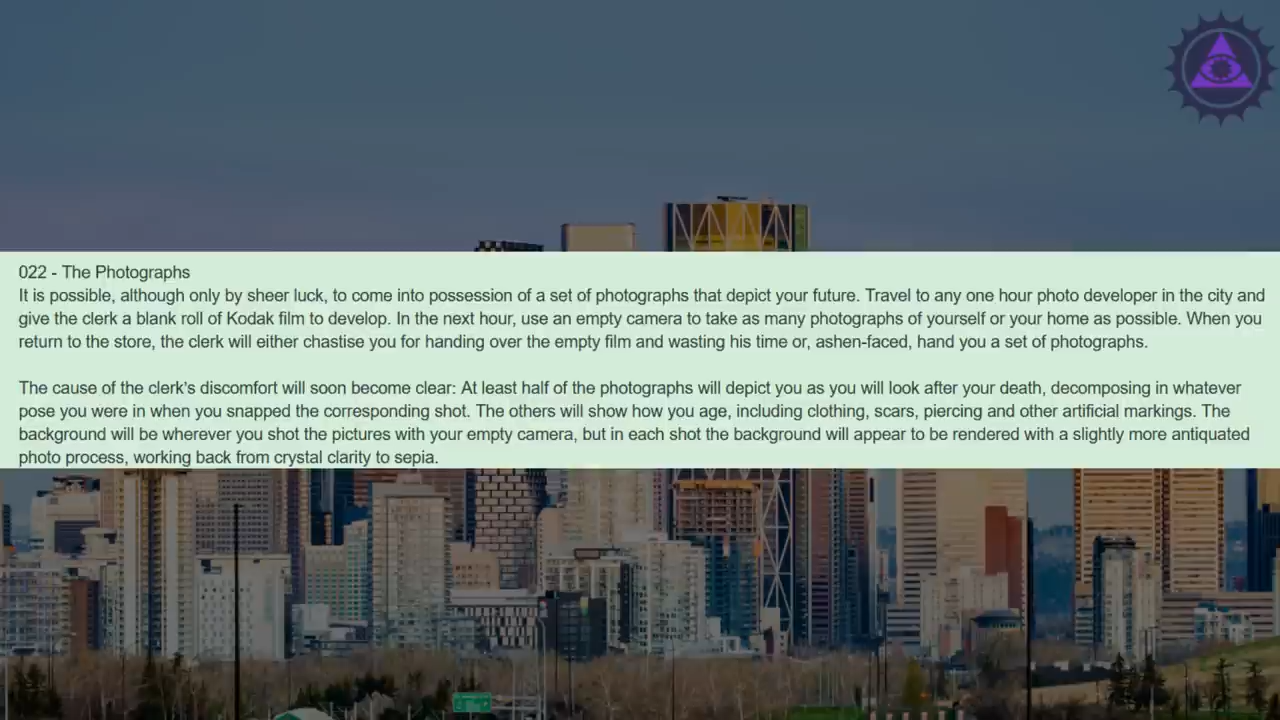 022 - The Photographs
It is possible, although only by sheer luck, to come into possession of a set of photographs that depict your future. Travel to any one hour photo developer in the city and
give the clerk a blank roll of Kodak film to develop. In the next hour, use an empty camera to take as many photographs of yourself or your home as possible. When you
return to the store, the clerk will either chastise you for handing over the empty film and wasting his time or, ashen-faced, hand you a set of photographs.
The cause of the clerk's discomfort will soon become clear: At least half of the photographs will depict you as you will look after your death, decomposing in whatever
pose you were in when you snapped the corresponding shot. The others will show how you age, including clothing, scars, piercing and other artificial markings. The
background will be wherever you shot the pictures with your empty camera, but in each shot the background will appear to be rendered with a slightly more antiquated
photo process, working back from crystal clarity to sepia.